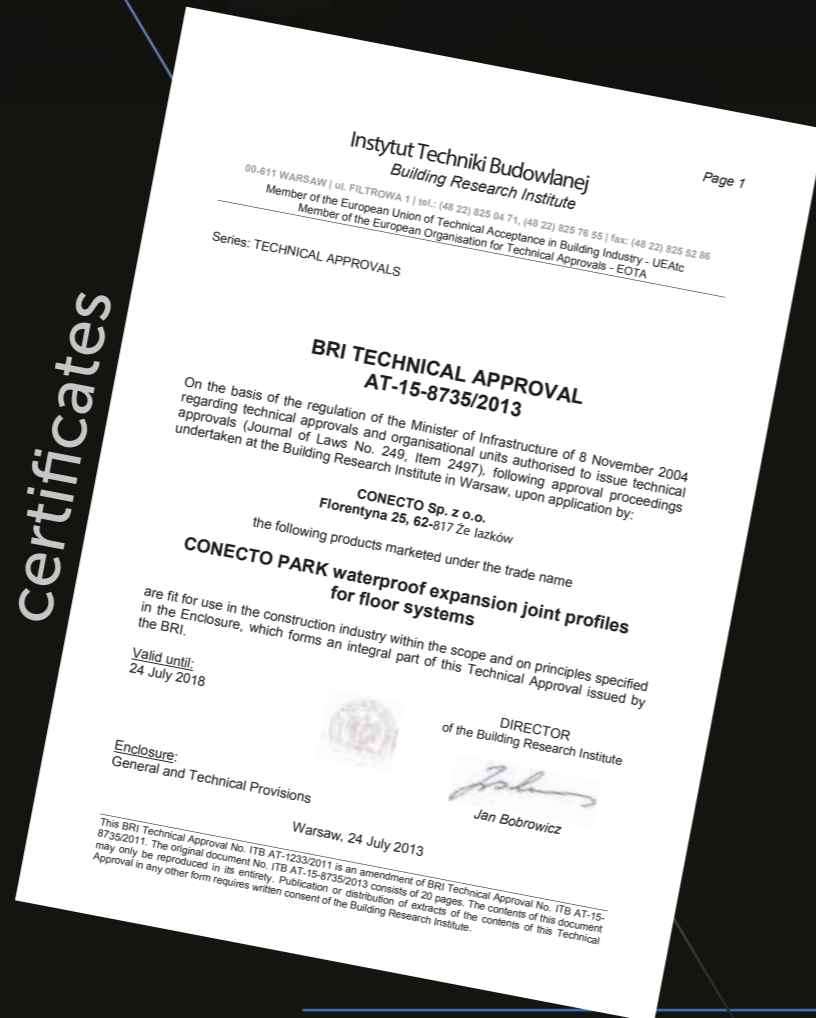 certificates
Instytut Techniki Budowlanej
Page 1
Building Research Institute
00-611 WARSAW | ul. FILTROWA 1 | tel.: (48 22) 825 04 71, (48 22) 825 76 55 | fax: (48 22) 825 52 86
Member of the European Union of Technical Acceptance in Building Industry - UEAtc
Member of the European Organisation for Technical Approvals - EOTA
Series: TECHNICAL APPROVALS
BRI TECHNICAL APPROVAL
AT-15-8735/2013
On the basis of the regulation of the Minister of Infrastructure of 8 November 2004
regarding technical approvals and organisational units authorised to issue technical
approvals (Journal of Laws No. 249, Item 2497), following approval proceedings
undertaken at the Building Research Institute in Warsaw, upon application by:
CONECTO Sp. z o.o.
Florentyna 25, 62-817 Że lazków
the following products marketed under the trade name
CONECTO PARK waterproof expansion joint profiles
for floor systems
are fit for use in the construction industry within the scope and on principles specified
in the Enclosure, which forms an integral part of this Technical Approval issued by
the BRI.
Valid until:
24 July 2018
DIRECTOR
of the Building Research Institute
Enclosure:
General and Technical Provisions
Jan Bobrowicz
Warsaw, 24 July 2013
This BRI Technical Approval No. ITB AT-1233/2011 is an amendment of BRI Technical Approval No. ITB AT-15-
8735/2011. The original document No. ITB AT-15-8735/2013 consists of 20 pages. The contents of this document
may only be reproduced in its entirety. Publication or distribution of extracts of the contents of this Technical
Approval in any other form requires written consent of the Building Research Institute.